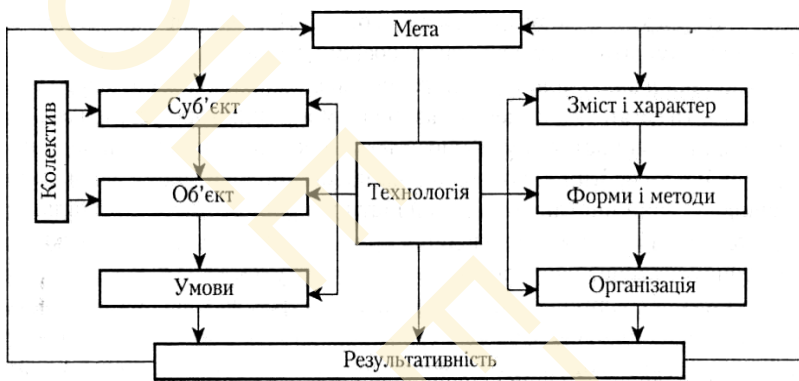 Мета
Суб’єкт
Зміст і характер
Колектив
Технологія
Об’єкт
Форми і методи
Умови
Організація
Результативність